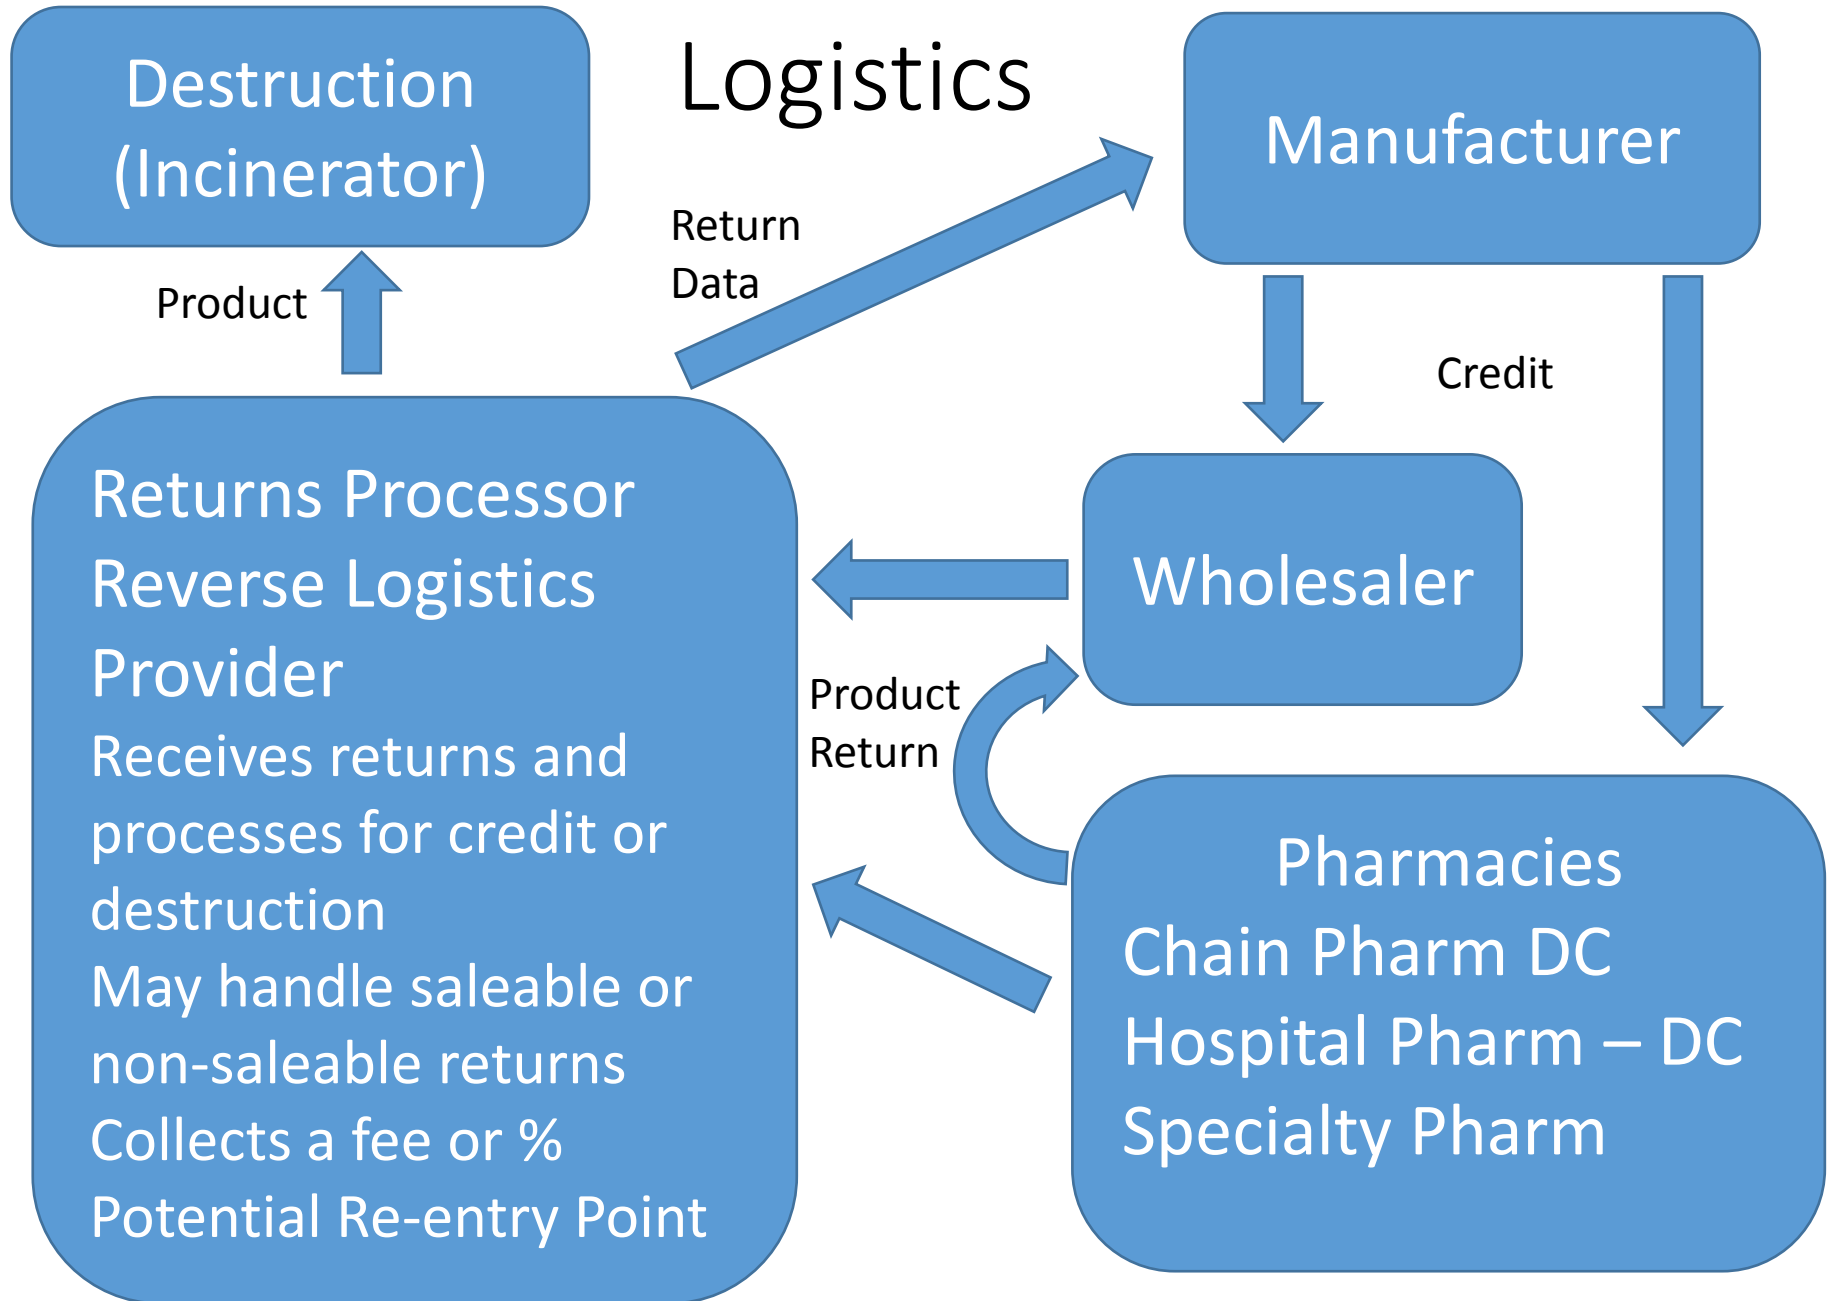 Logistics
Destruction
(Incinerator)
Manufacturer
Return
Data
Product
Credit
Returns Processor
Reverse Logistics
Provider
Receives returns and
processes for credit or
destruction
May handle saleable or
non-saleable returns
Collects a fee or %
Potential Re-entry Point
Wholesaler
Product
Return
Pharmacies
Chain Pharm DC
Hospital Pharm – DC
Specialty Pharm